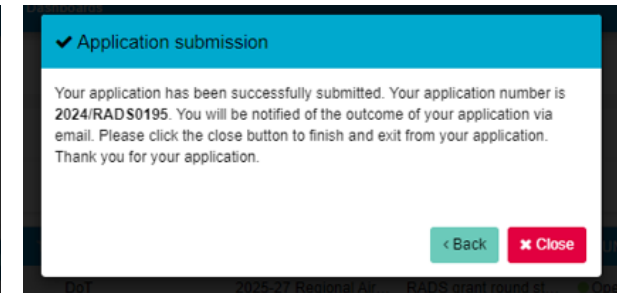 Dashboards
✔ Application submission
Your application has been successfully submitted. Your application number is
2024/RADS0195. You will be notified of the outcome of your application via
email. Please click the close button to finish and exit from your application.
Thank you for your application.
‹ Back ✖ Close
DoT 2025-27 Regional Air... RADS grant round st... Ope